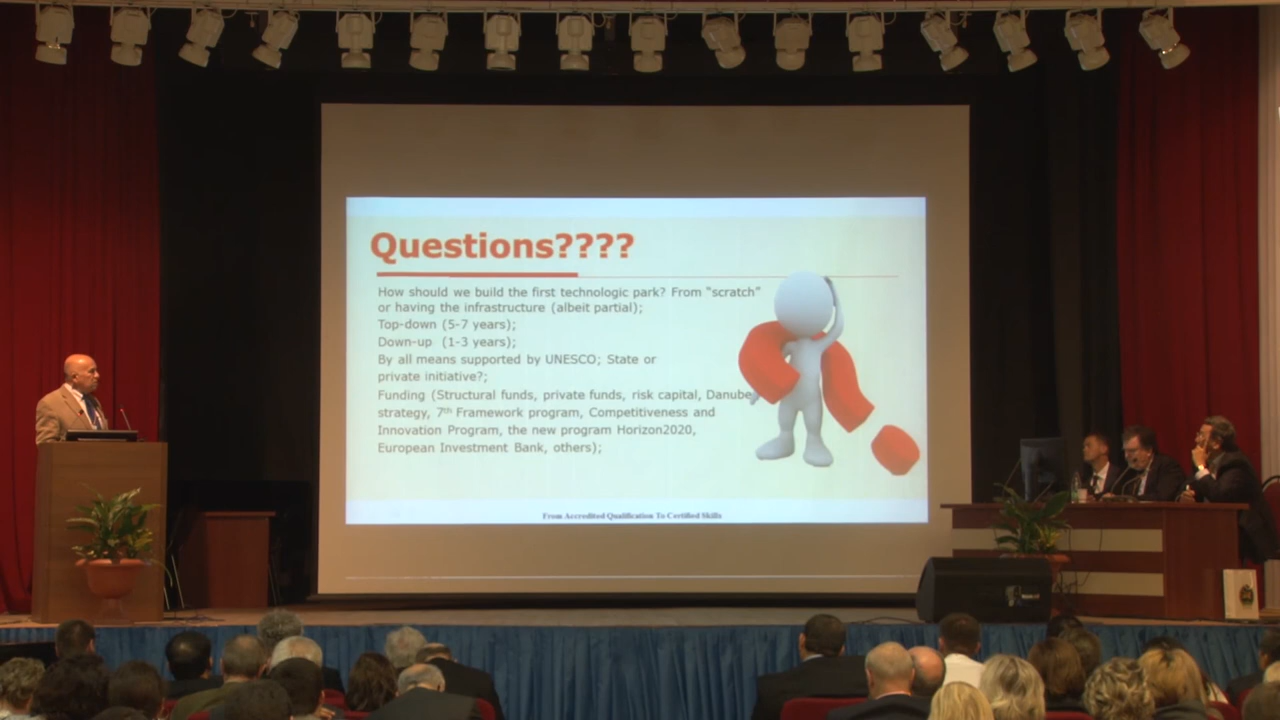 Questions????
How should we build the first technologic park? From “scratch”
or having the infrastructure (albeit partial);
Top-down (5-7 years);
Down-up (1-3 years);
By all means supported by UNESCO; State or
private initiative?;
Funding (Structural funds, private funds, risk capital, Danube
strategy, 7th Framework program, Competitiveness and
Innovation Program, the new program Horizon2020,
European Investment Bank, others);
From Accredited Qualification To Certified Skills